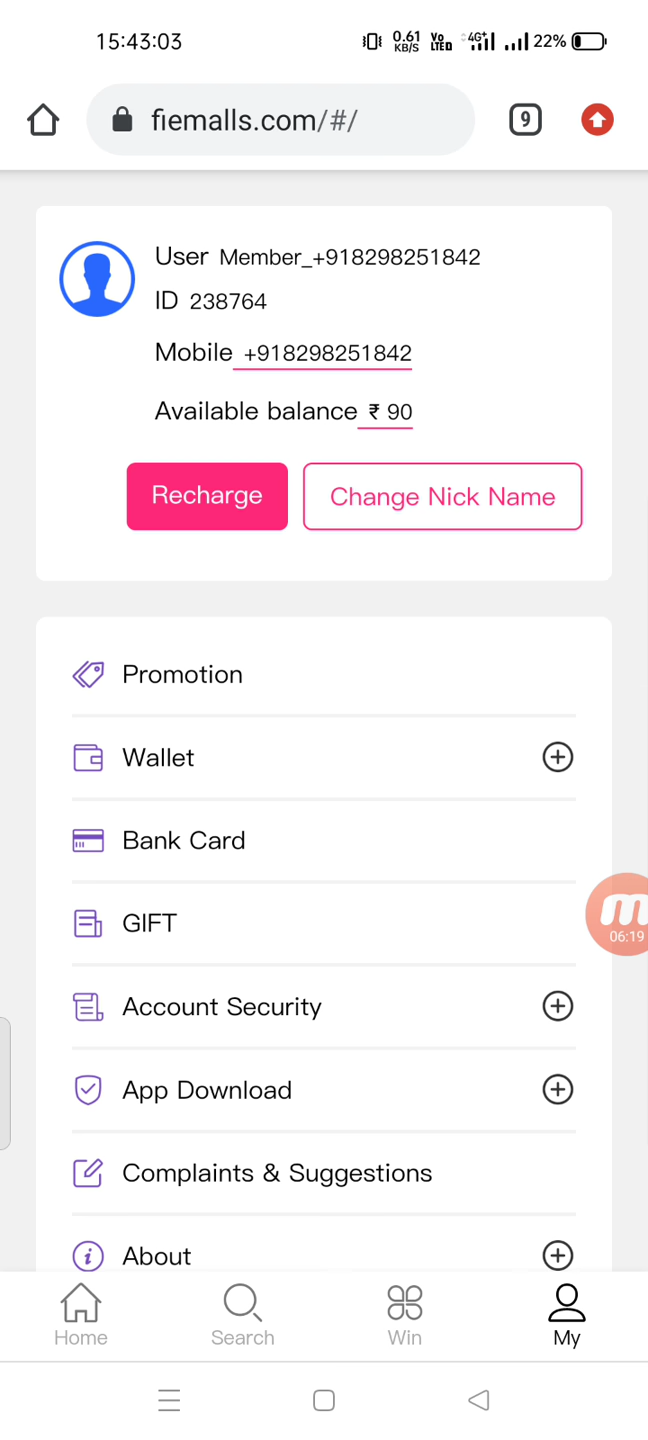 15:43:03 0.61 KB/S Vo LTED 4G+ 22%
fiemalls.com/#/ 9
User Member_+918298251842
ID 238764
Mobile +918298251842
Available balance ₹ 90
Recharge Change Nick Name
Promotion
Wallet
Bank Card
GIFT
06:19
Account Security
App Download
Complaints & Suggestions
About
Home Search Win My